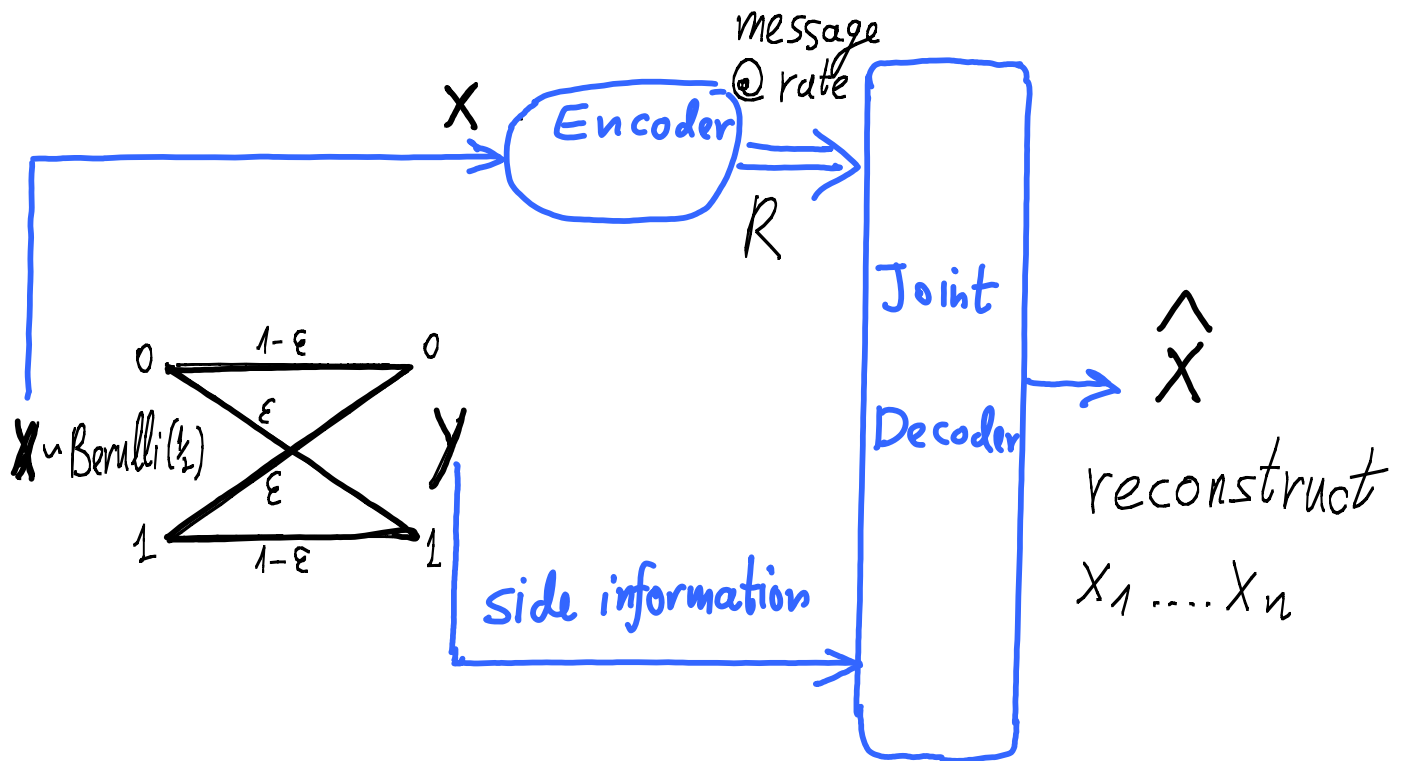 message
@ rate
X
Encoder
R
Joint
Decoder
X̂
reconstruct
X₁ .... Xₙ
0
1-ε
0
ε
X ~ Berulli(½)
Y
ε
1
1-ε
1
side information